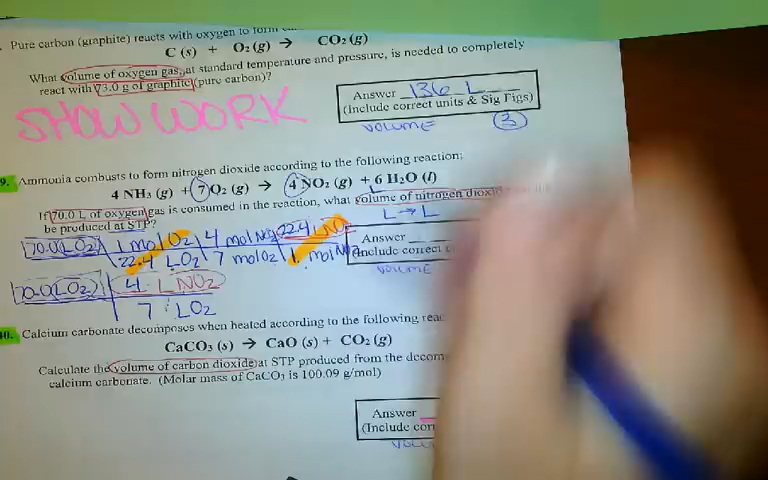 Pure carbon (graphite) reacts with oxygen to form
C (s) + O₂ (g) → CO₂ (g)
What volume of oxygen gas, at standard temperature and pressure, is needed to completely
react with 73.0 g of graphite (pure carbon)?
Answer 136 L
(Include correct units & Sig Figs)
VOLUME
3
SHOW WORK
9. Ammonia combusts to form nitrogen dioxide according to the following reaction:
4 NH₃ (g) + 7 O₂ (g) → 4 NO₂ (g) + 6 H₂O (l)
If 70.0 L of oxygen gas is consumed in the reaction, what volume of nitrogen
be produced at STP?
L → L
70.0 L O₂ | 1 mol O₂ | 4 mol NO₂ | 22.4 L NO₂
22.4 L O₂ | 7 mol O₂ | 1 mol
Answer
(Include correct
VOLUME
70.0 L O₂ | 4 L NO₂
7 L O₂
40. Calcium carbonate decomposes when heated according to the following
CaCO₃ (s) → CaO (s) + CO₂ (g)
Calculate the volume of carbon dioxide at STP produced from the
calcium carbonate. (Molar mass of CaCO₃ is 100.09 g/mol)
Answer
(Include